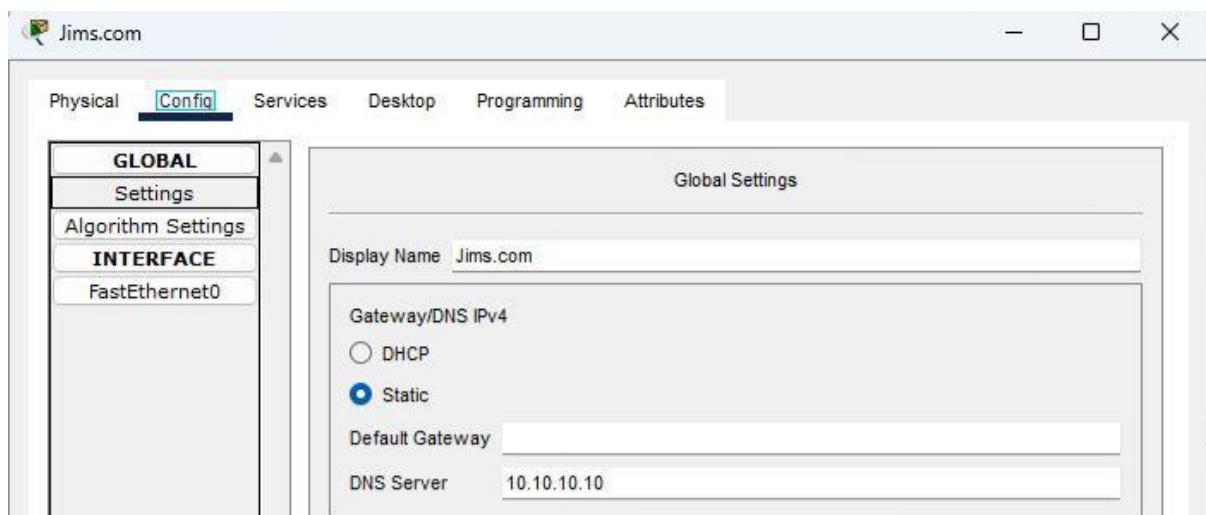 Jims.com
Physical Config Services Desktop Programming Attributes
GLOBAL
Settings
Algorithm Settings
INTERFACE
FastEthernet0
Global Settings
Display Name Jims.com
Gateway/DNS IPv4
DHCP
Static
Default Gateway
DNS Server 10.10.10.10